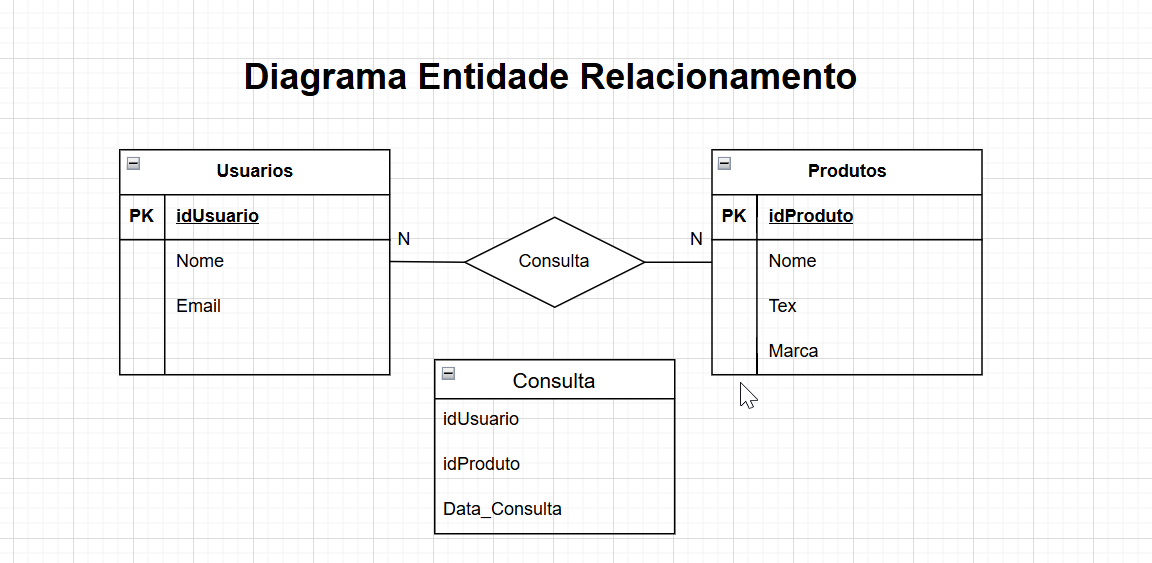 Diagrama Entidade Relacionamento
Usuarios
PK idUsuario
Nome
Email
N
Consulta
N
Produtos
PK idProduto
Nome
Tex
Marca
Consulta
idUsuario
idProduto
Data_Consulta